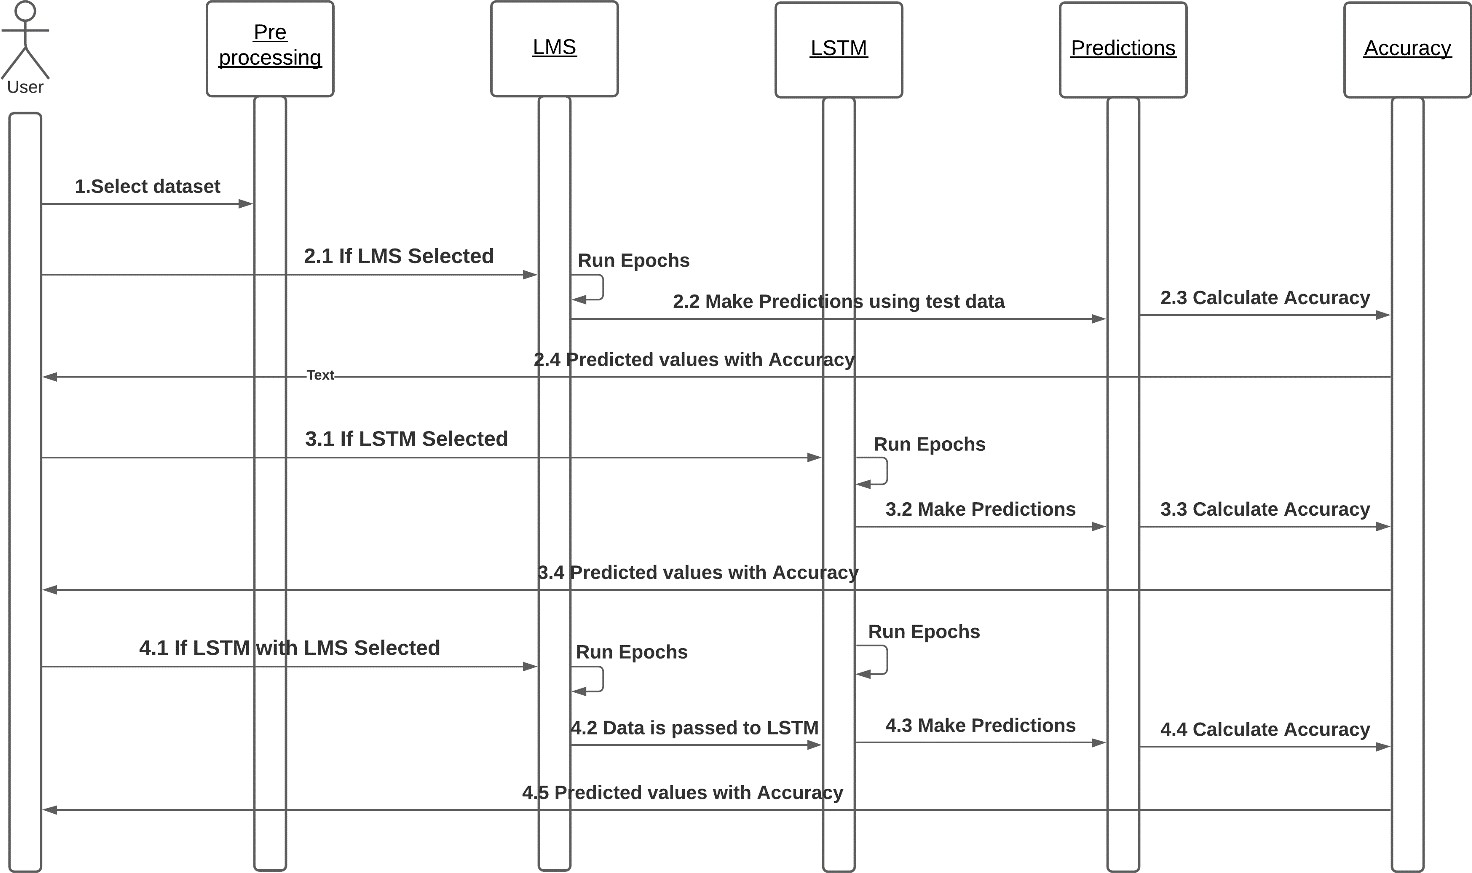 User
Pre
processing
LMS
LSTM
Predictions
Accuracy
1.Select dataset
2.1 If LMS Selected
Run Epochs
2.2 Make Predictions using test data
2.3 Calculate Accuracy
2.4 Predicted values with Accuracy
Text
3.1 If LSTM Selected
Run Epochs
3.2 Make Predictions
3.3 Calculate Accuracy
3.4 Predicted values with Accuracy
4.1 If LSTM with LMS Selected
Run Epochs
Run Epochs
4.2 Data is passed to LSTM
4.3 Make Predictions
4.4 Calculate Accuracy
4.5 Predicted values with Accuracy